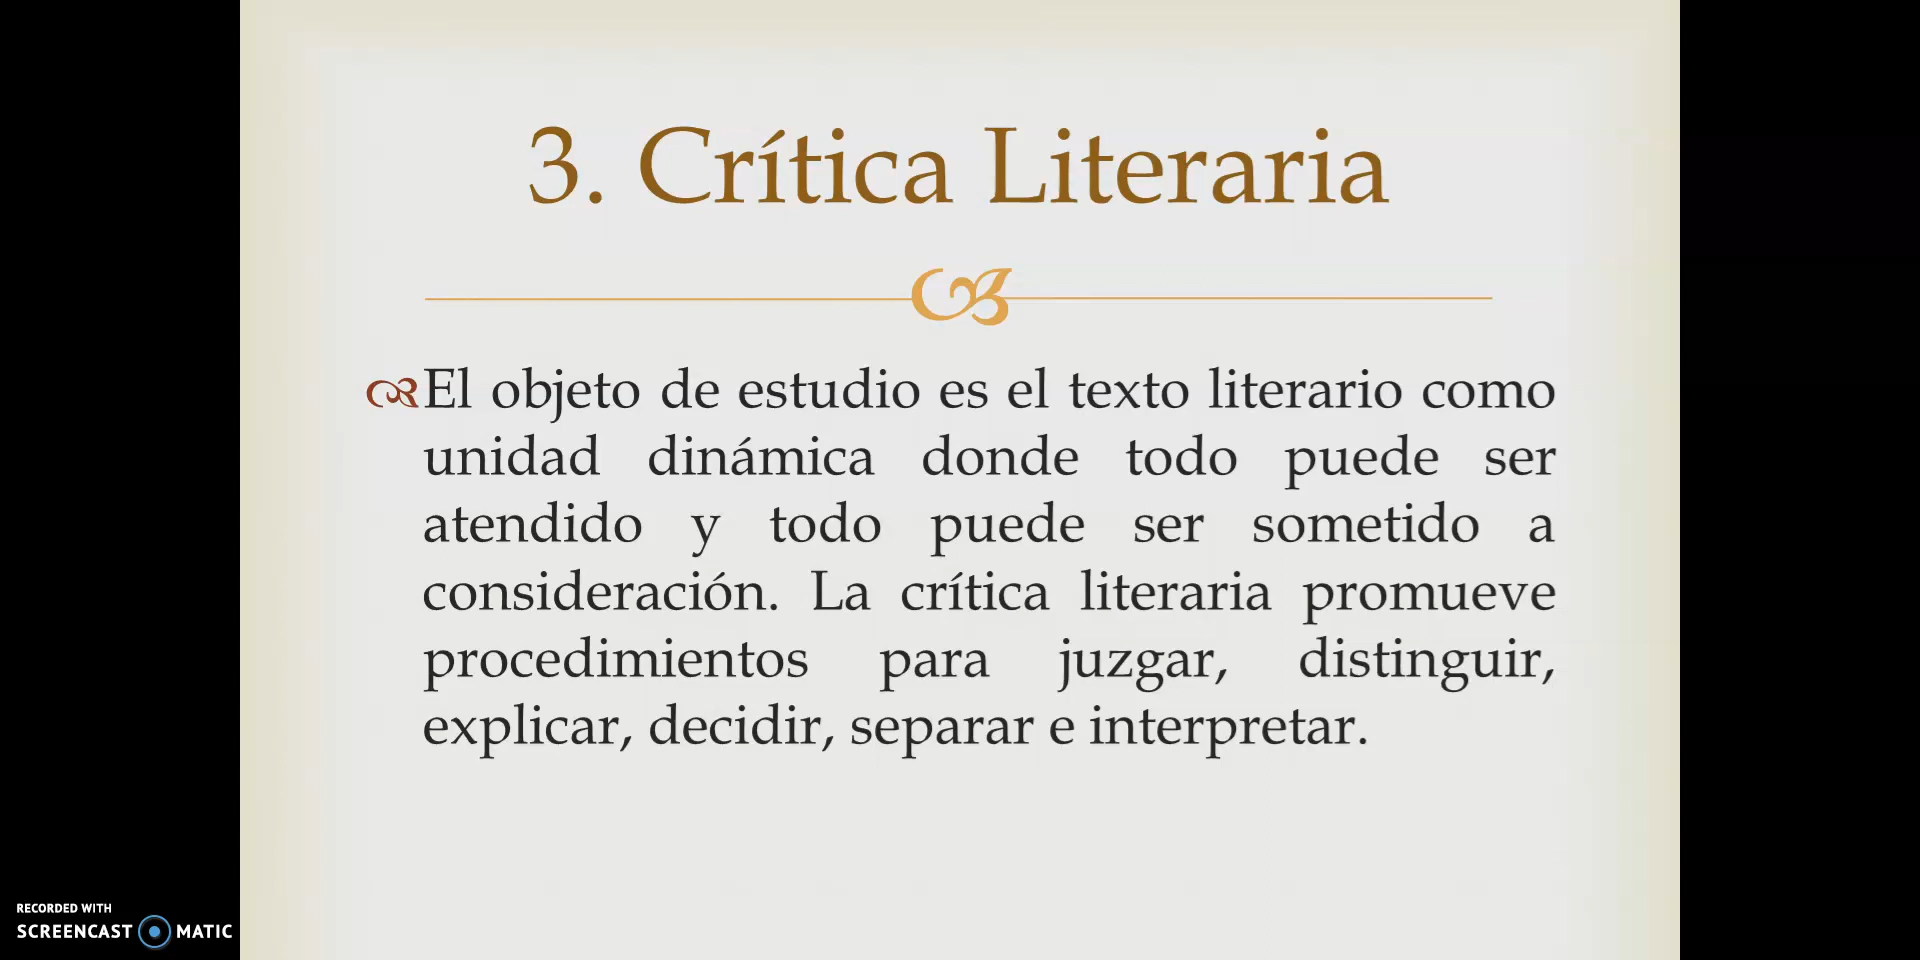 3. Crítica Literaria
El objeto de estudio es el texto literario como
unidad dinámica donde todo puede ser
atendido y todo puede ser sometido a
consideración. La crítica literaria promueve
procedimientos para juzgar, distinguir,
explicar, decidir, separar e interpretar.
RECORDED WITH
SCREENCAST MATIC